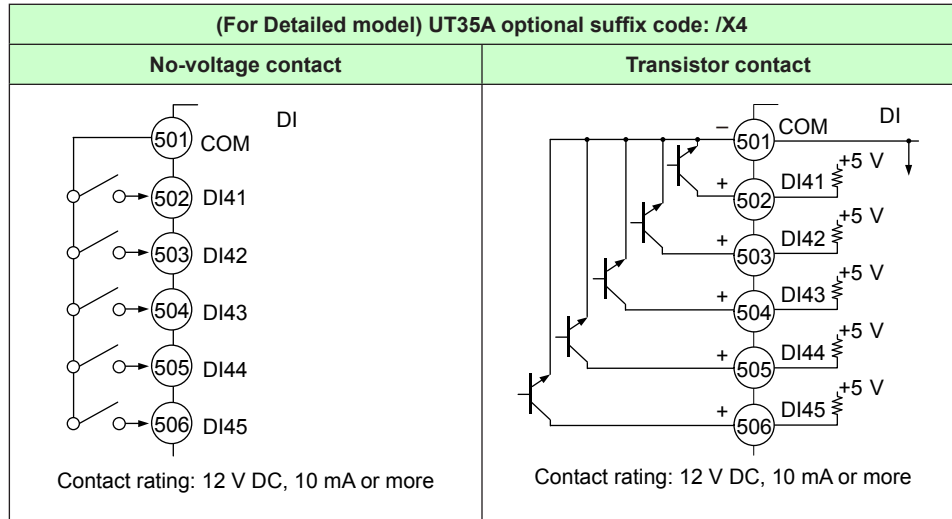 (For Detailed model) UT35A optional suffix code: /X4
No-voltage contact
Transistor contact
DI
501
COM
502
DI41
503
DI42
504
DI43
505
DI44
506
DI45
Contact rating: 12 V DC, 10 mA or more
–
501
COM
DI
+
502
DI41
+5 V
+
503
DI42
+5 V
+
504
DI43
+5 V
+
505
DI44
+5 V
+
506
DI45
+5 V
Contact rating: 12 V DC, 10 mA or more